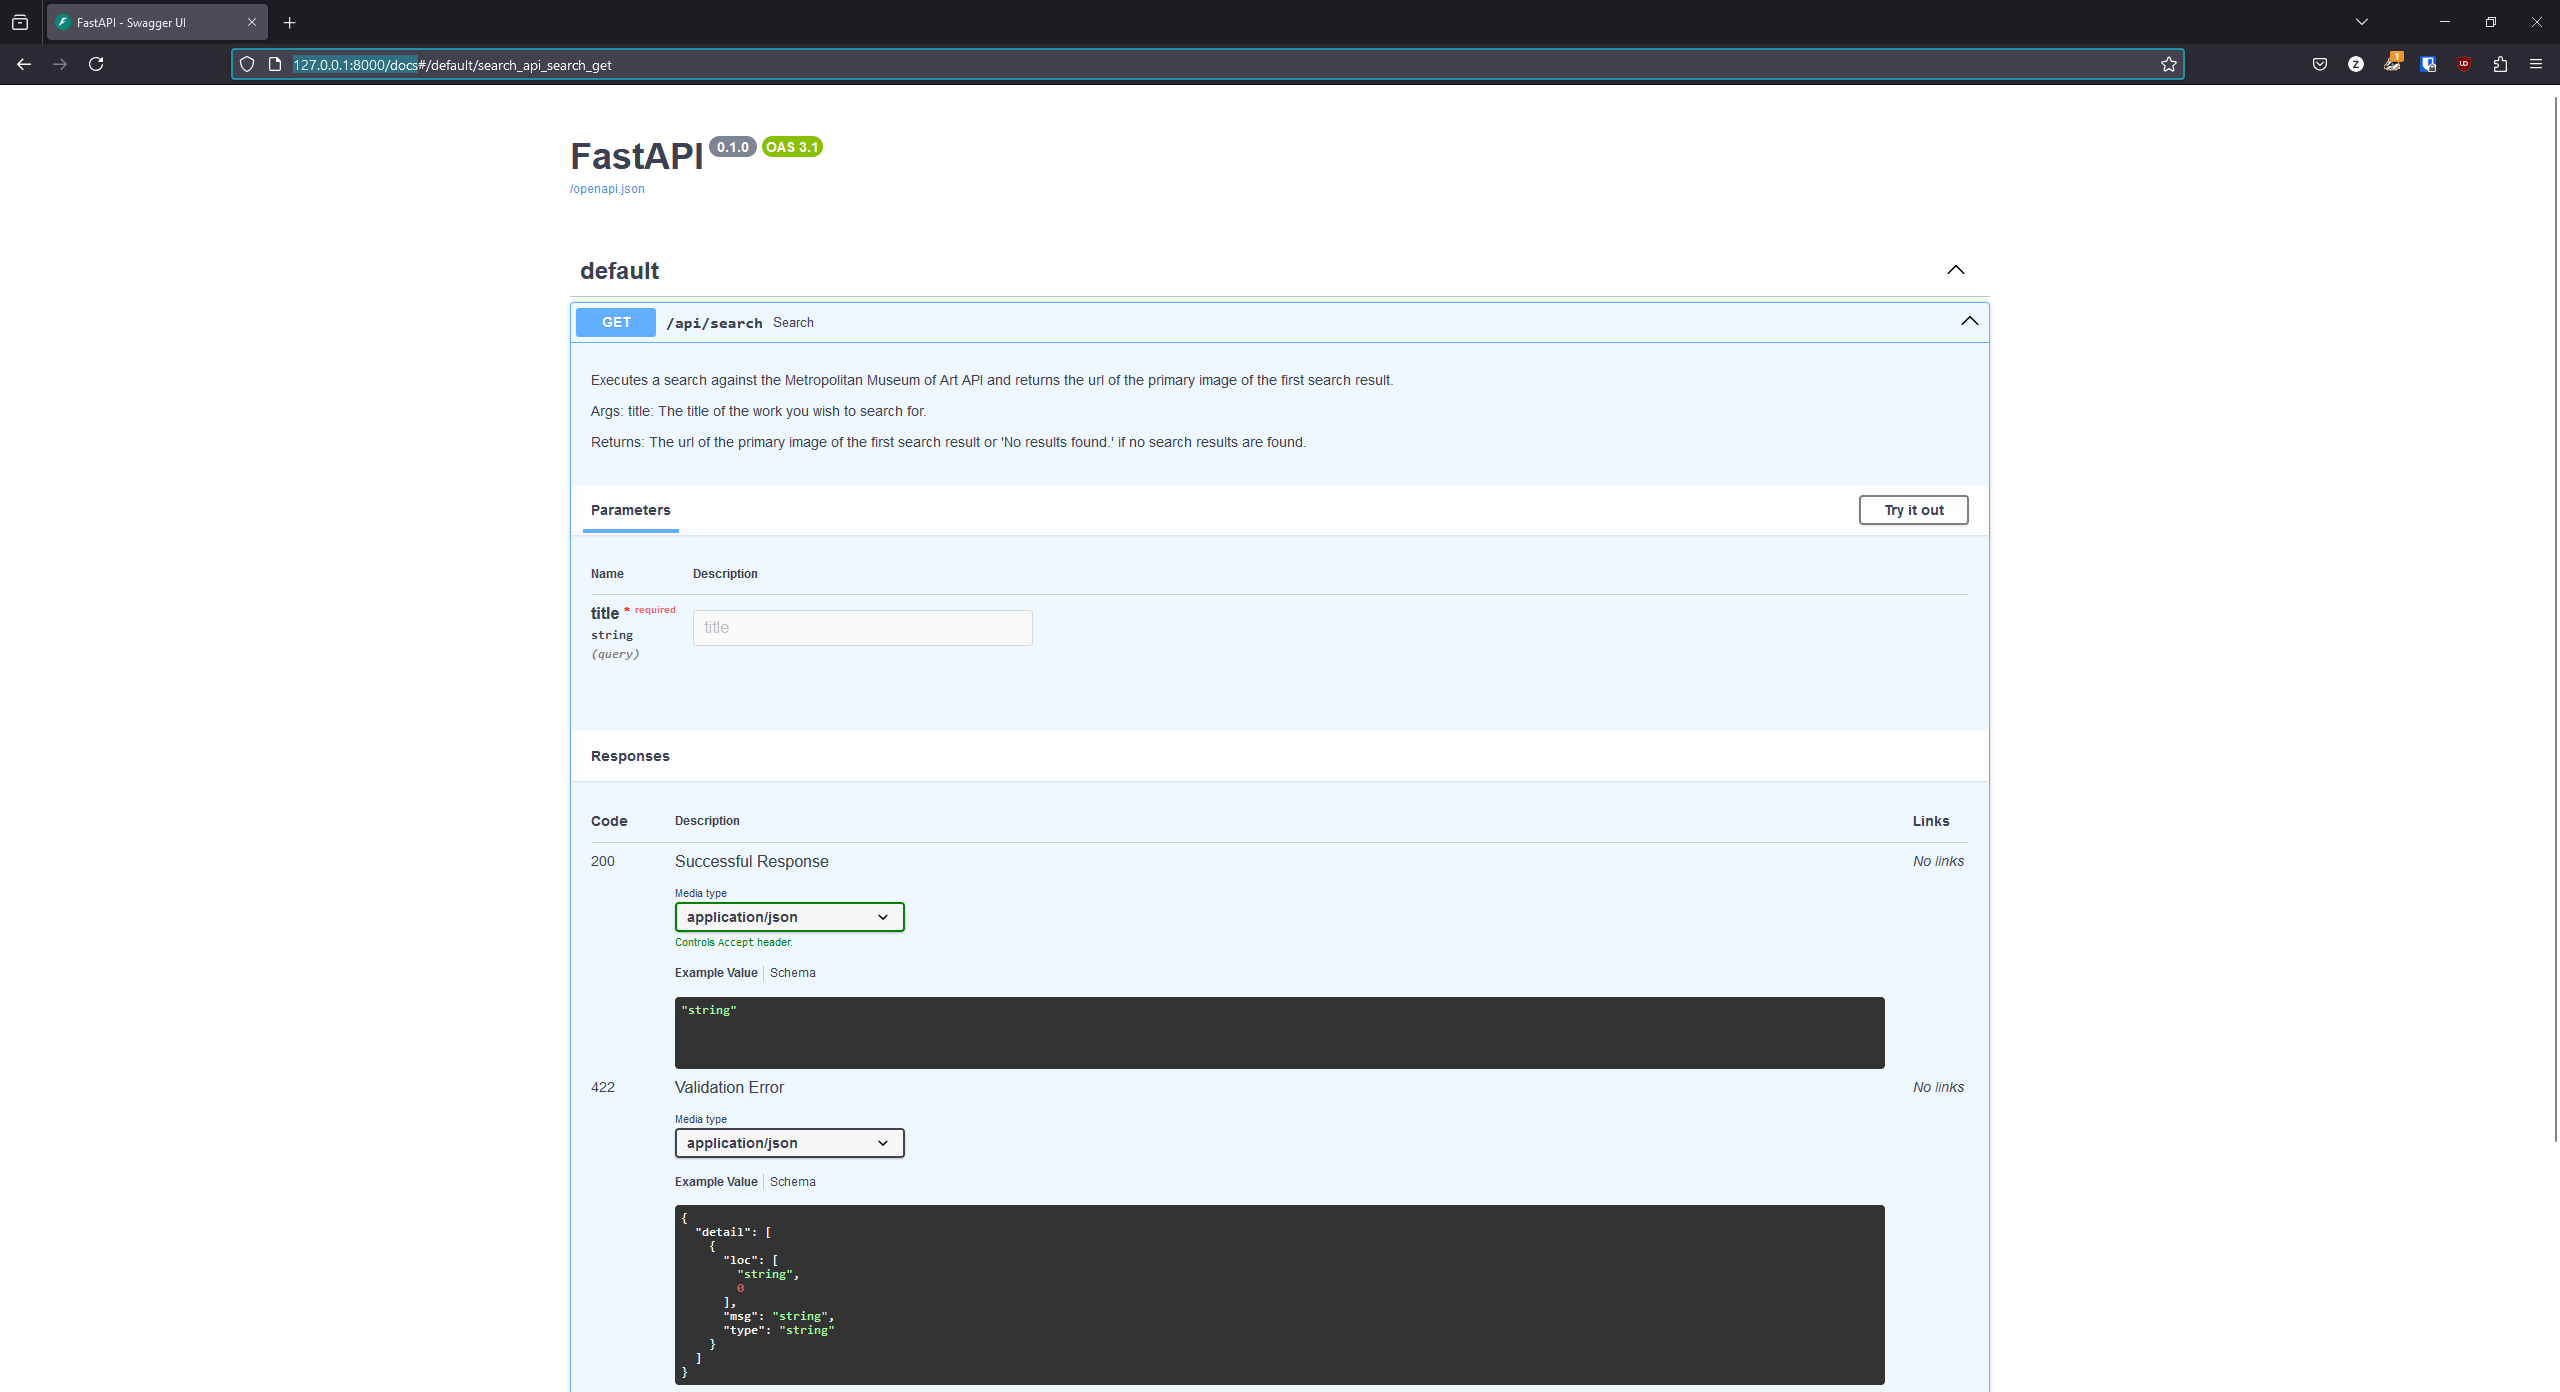 FastAPI - Swagger UI
127.0.0.1:8000/docs#/default/search_api_search_get
Z
1
FastAPI 0.1.0 OAS 3.1
/openapi.json
default
GET /api/search Search
Executes a search against the Metropolitan Museum of Art API and returns the url of the primary image of the first search result.
Args: title: The title of the work you wish to search for.
Returns: The url of the primary image of the first search result or 'No results found.' if no search results are found.
Parameters
Try it out
Name Description
title * required
string
(query)
title
Responses
Code Description Links
200 Successful Response No links
Media type
application/json
Controls Accept header.
Example Value Schema
"string"
422 Validation Error No links
Media type
application/json
Example Value Schema
{
"detail": [
{
"loc": [
"string",
0
],
"msg": "string",
"type": "string"
}
]
}